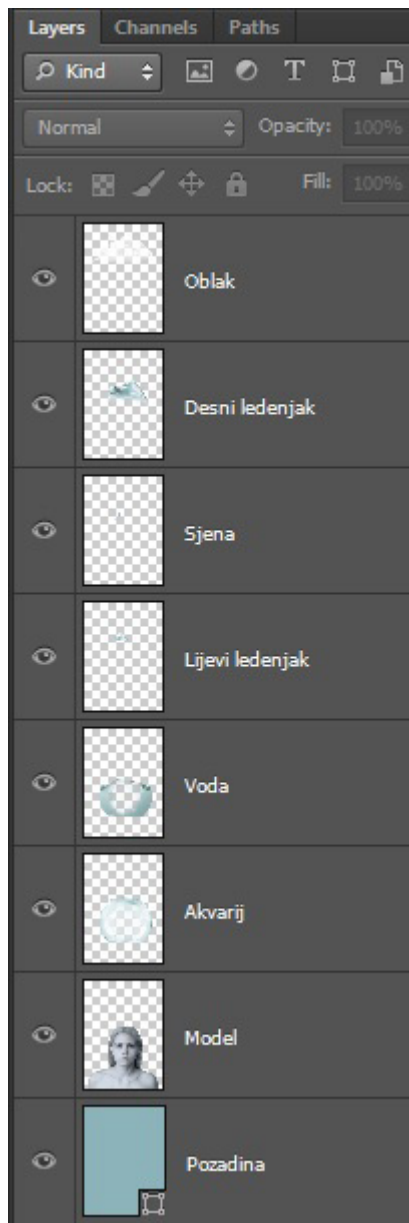 Layers Channels Paths
Kind T
Normal Opacity: 100%
Lock: Fill: 100%
Oblak
Desni ledenjak
Sjena
Lijevi ledenjak
Voda
Akvarij
Model
Pozadina